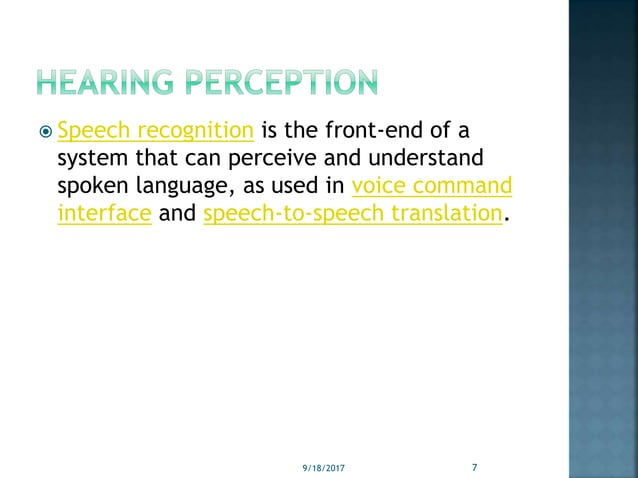 HEARING PERCEPTION
Speech recognition is the front-end of a
system that can perceive and understand
spoken language, as used in voice command
interface and speech-to-speech translation.
9/18/2017 7